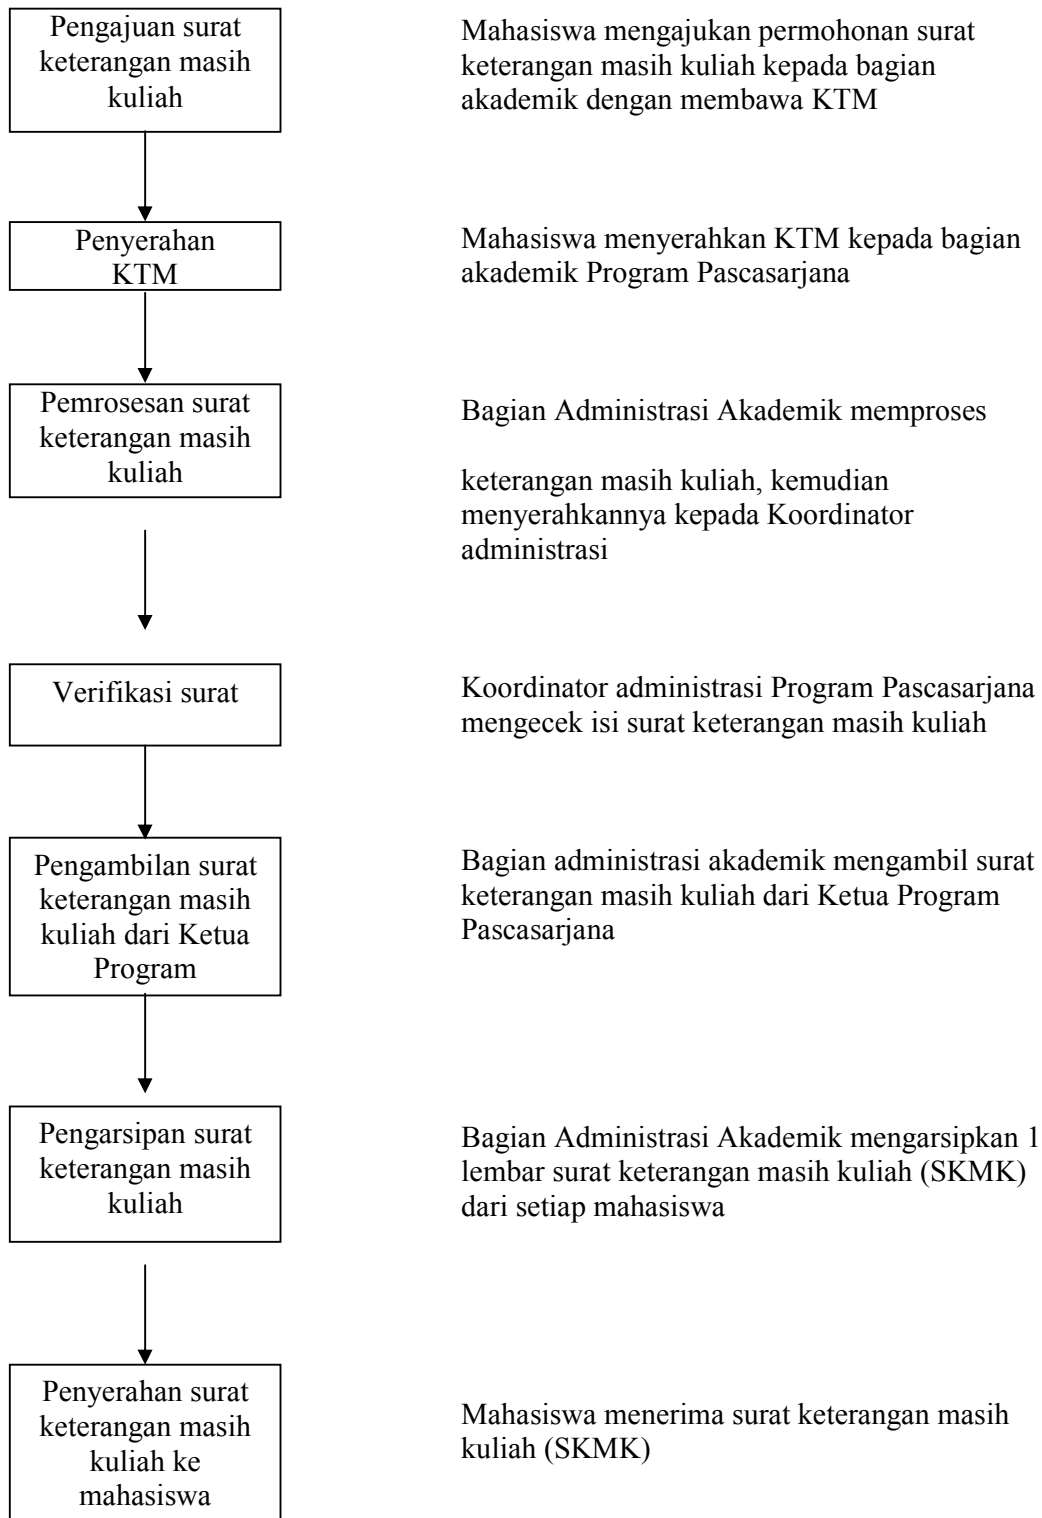 Pengajuan surat
keterangan masih
kuliah
Mahasiswa mengajukan permohonan surat
keterangan masih kuliah kepada bagian
akademik dengan membawa KTM
Penyerahan
KTM
Mahasiswa menyerahkan KTM kepada bagian
akademik Program Pascasarjana
Pemrosesan surat
keterangan masih
kuliah
Bagian Administrasi Akademik memproses
keterangan masih kuliah, kemudian
menyerahkannya kepada Koordinator
administrasi
Verifikasi surat
Koordinator administrasi Program Pascasarjana
mengecek isi surat keterangan masih kuliah
Pengambilan surat
keterangan masih
kuliah dari Ketua
Program
Bagian administrasi akademik mengambil surat
keterangan masih kuliah dari Ketua Program
Pascasarjana
Pengarsipan surat
keterangan masih
kuliah
Bagian Administrasi Akademik mengarsipkan 1
lembar surat keterangan masih kuliah (SKMK)
dari setiap mahasiswa
Penyerahan surat
keterangan masih
kuliah ke
mahasiswa
Mahasiswa menerima surat keterangan masih
kuliah (SKMK)